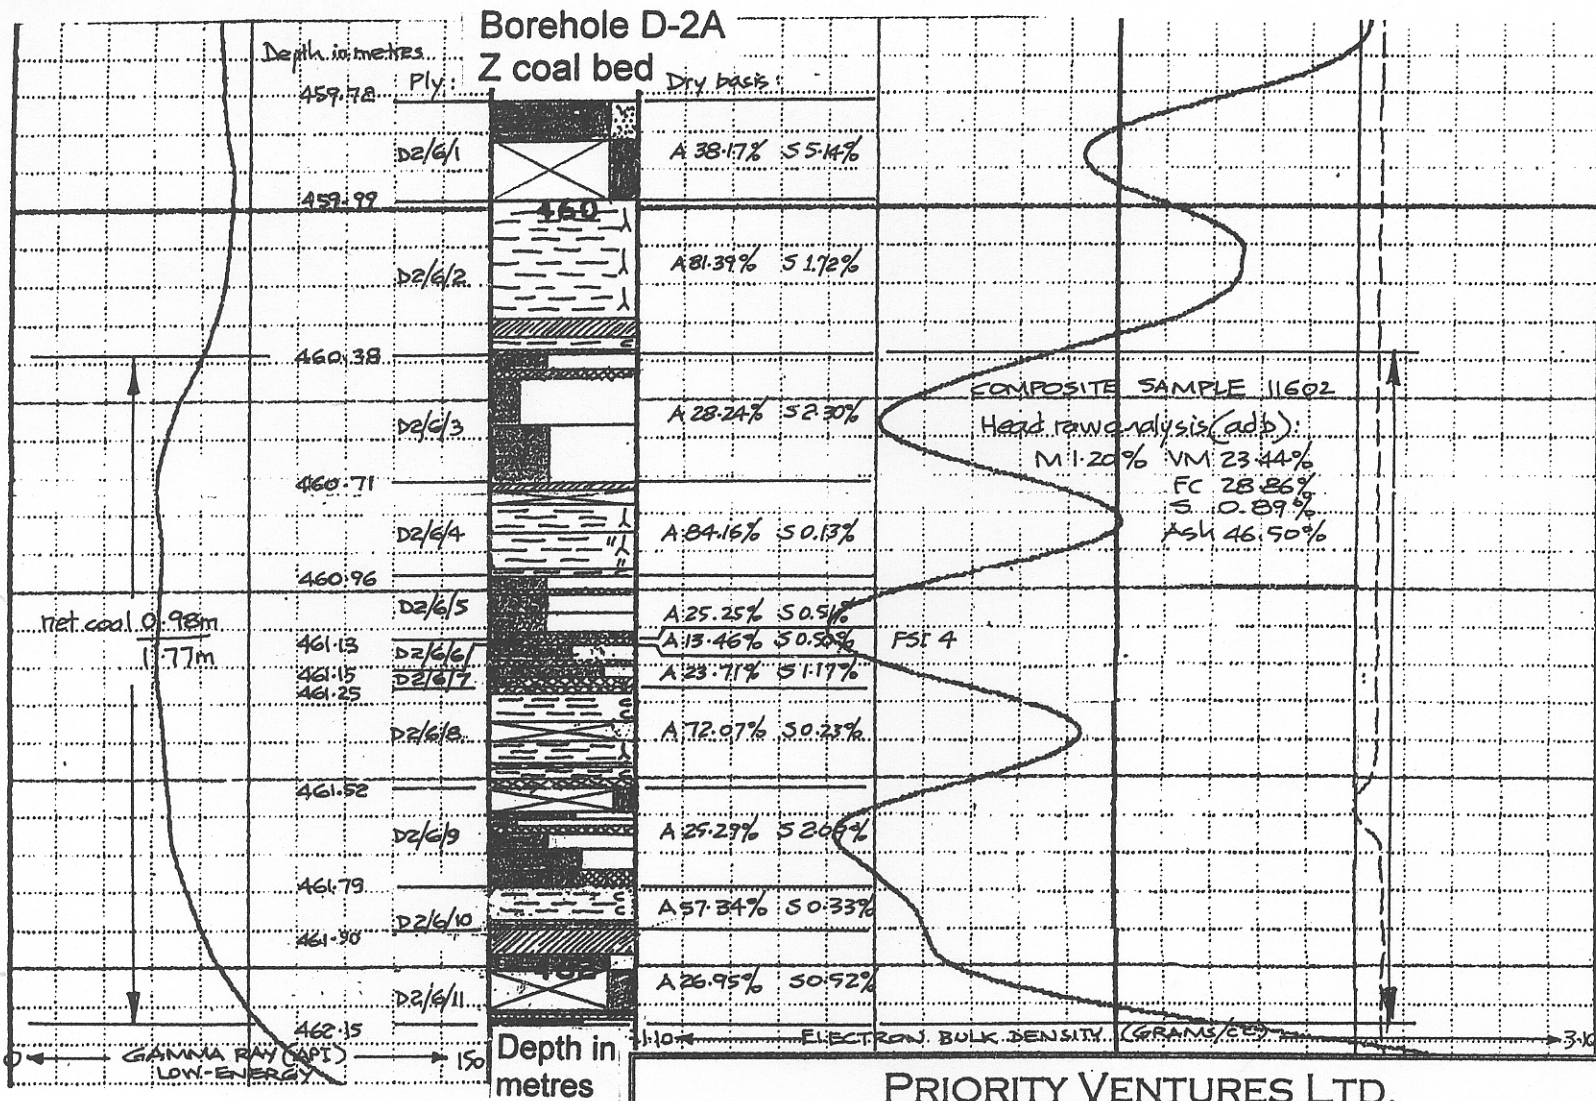 Borehole D-2A
Z coal bed
Depth in metres
Ply:
Dry basis:
459.78
D2/6/1
A 38.17% S 5.14%
459.99
460
D2/6/2
A 81.39% S 1.72%
460.38
D2/6/3
A 28.24% S 2.30%
COMPOSITE SAMPLE 11602
Head raw analysis (adb):
M 1.20% VM 23.44%
FC 28.86%
S 0.89%
Ash 46.50%
460.71
D2/6/4
A 84.16% S 0.13%
460.96
D2/6/5
A 25.25% S 0.51%
net coal 0.98m
1.77m
461.13
D2/6/6
A 13.46% S 0.50%
FSI 4
461.15
D2/6/7
A 23.71% S 1.17%
461.25
D2/6/8
A 72.07% S 0.23%
461.52
D2/6/9
A 25.29%
461.79
D2/6/10
A 57.34% S 0.33%
461.90
462
D2/6/11
A 26.95% S 0.52%
462.15
0 GAMMA RAY (API) 150
LOW-ENERGY
Depth in
metres
1.10 ELECTRON BULK DENSITY (GRAMS/CC) 3.10
PRIORITY VENTURES LTD.